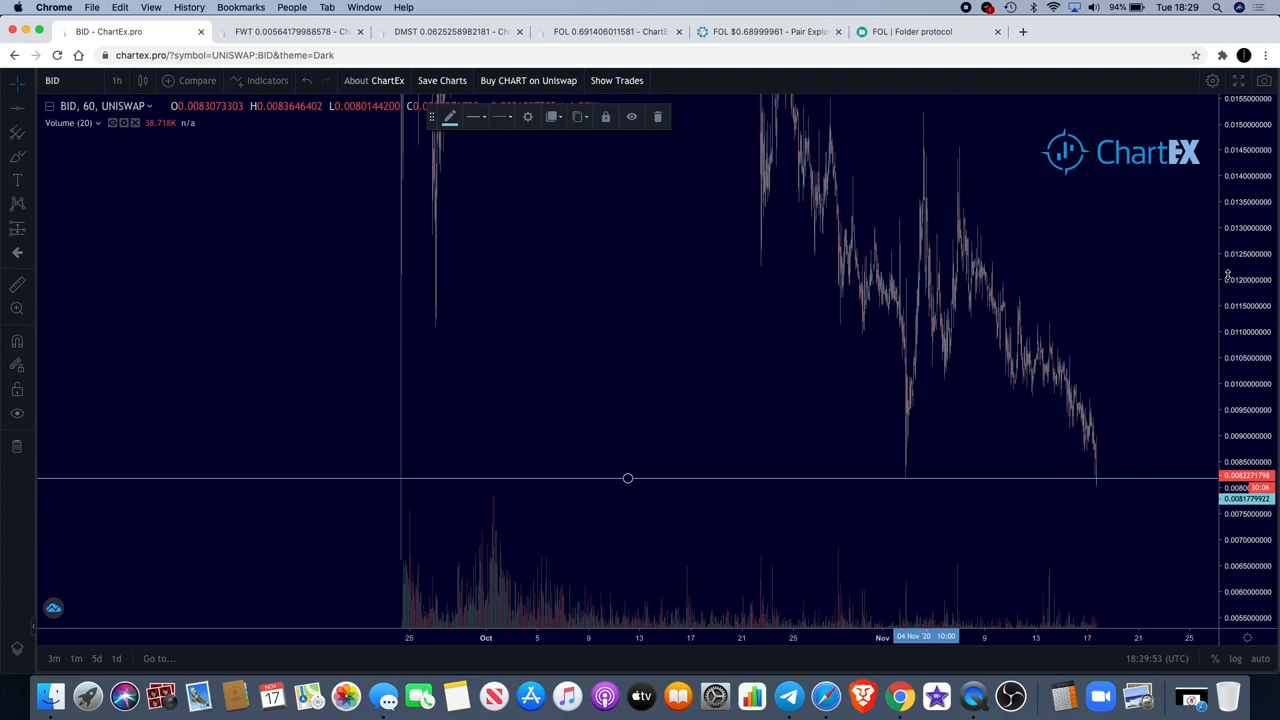 Chrome File Edit View History Bookmarks People Tab Window Help 94% Tue 18:29
BID - ChartEx.pro FWT 0.00564179988578 - Ch DMST 0.0625258982181 - Ch FOL 0.691406011581 - ChartE FOL $0.68999961 - Pair Explo FOL | Folder protocol
chartex.pro/?symbol=UNISWAP:BID&theme=Dark
BID 1h Compare Indicators About ChartEx Save Charts Buy CHART on Uniswap Show Trades
BID, 60, UNISWAP O0.0083073303 H0.0083646402 L0.0080144200
Volume (20) 38.718K n/a
ChartEX
0.0155000000
0.0150000000
0.0145000000
0.0140000000
0.0135000000
0.0130000000
0.0125000000
0.0120000000
0.0115000000
0.0110000000
0.0105000000
0.0100000000
0.0095000000
0.0090000000
0.0085000000
0.0082271798
30:06
0.0081779922
0.0075000000
0.0070000000
0.0065000000
0.0060000000
0.0055000000
25 Oct 5 9 13 17 21 25 Nov 04 Nov '20 10:00 9 13 17 21 25
3m 1m 5d 1d Go to... 18:29:53 (UTC) % log auto
NOV
17
tv